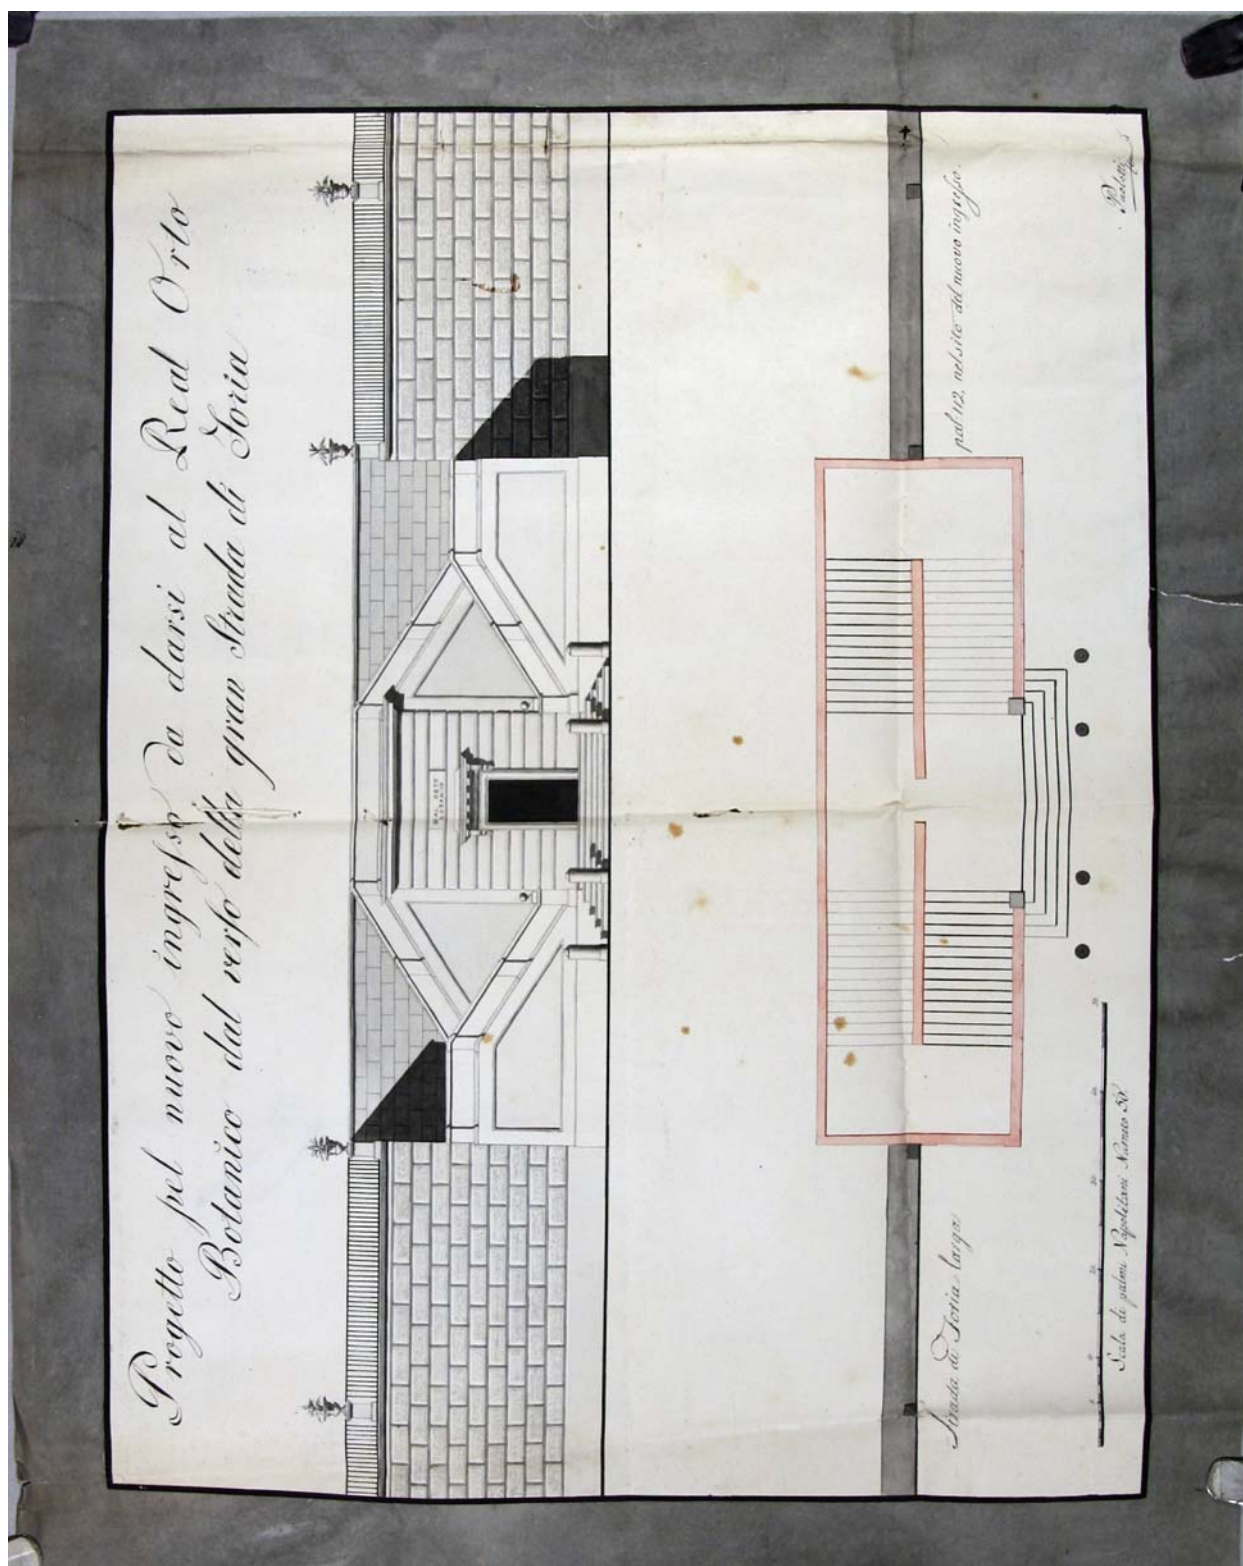 Progetto pel nuovo ingresso da darsi al Real Orto
Botanico dal verso della gran Strada di Foria
Strada di Foria larga
pal. 112. nel sito del nuovo ingresso.
Scala di palmi Napolitani Numero 50.